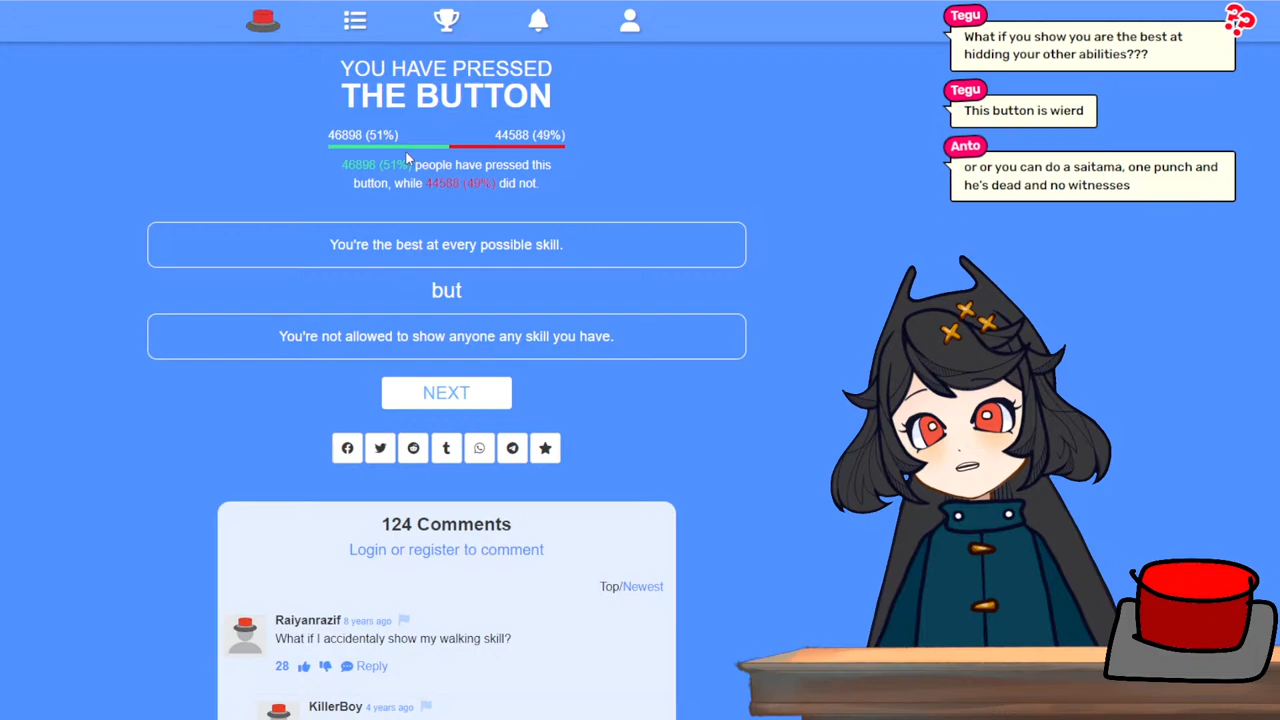 YOU HAVE PRESSED
THE BUTTON
46898 (51%) 44588 (49%)
46898 (51%) people have pressed this
button, while 44588 (49%) did not.
You're the best at every possible skill.
but
You're not allowed to show anyone any skill you have.
NEXT
124 Comments
Login or register to comment
Top/Newest
Raiyanrazif 8 years ago
What if I accidentaly show my walking skill?
28 Reply
KillerBoy 4 years ago
Tegu
What if you show you are the best at
hidding your other abilities???
Tegu
This button is wierd
Anto
or or you can do a saitama, one punch and
he's dead and no witnesses
??